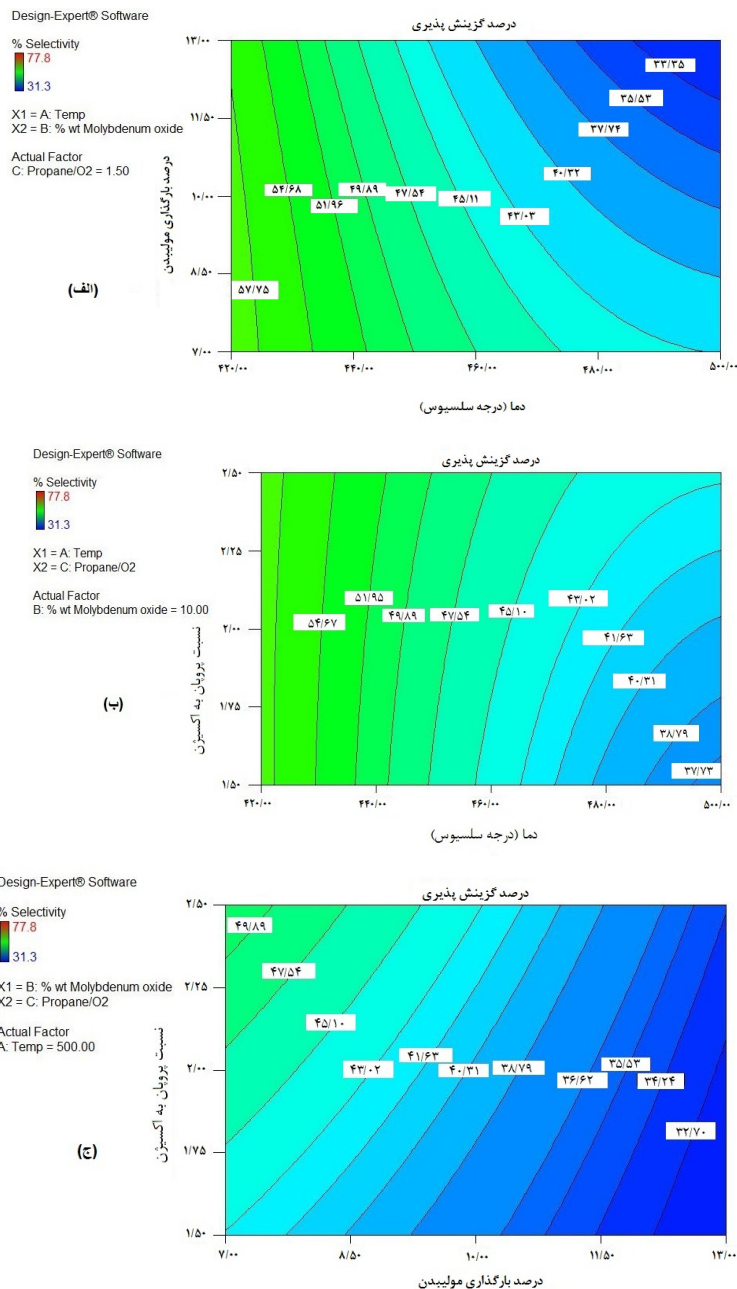 Design-Expert® Software
% Selectivity
77.8
31.3
X1 = A: Temp
X2 = B: % wt Molybdenum oxide
Actual Factor
C: Propane/O2 = 1.50
(الف)
درصد گزینش پذیری
درصد بارگذاری مولیبدن
۱۳/۰۰
۱۱/۵۰
۱۰/۰۰
۸/۵۰
۷/۰۰
۳۳/۳۵
۳۵/۵۳
۳۷/۷۴
۴۰/۳۲
۵۴/۶۸
۴۹/۸۹
۴۷/۵۴
۴۵/۱۱
۵۱/۹۶
۴۳/۰۳
۵۷/۷۵
۴۲۰/۰۰
۴۴۰/۰۰
۴۶۰/۰۰
۴۸۰/۰۰
۵۰۰/۰۰
دما (درجه سلسیوس)
Design-Expert® Software
% Selectivity
77.8
31.3
X1 = A: Temp
X2 = C: Propane/O2
Actual Factor
B: % wt Molybdenum oxide = 10.00
(ب)
درصد گزینش پذیری
نسبت پروپان به اکسیژن
۲/۵۰
۲/۲۵
۲/۰۰
۱/۷۵
۱/۵۰
۵۱/۹۵
۵۴/۶۷
۴۹/۸۹
۴۷/۵۴
۴۵/۱۰
۴۳/۰۲
۴۱/۶۳
۴۰/۳۱
۳۸/۷۹
۳۷/۷۳
۴۲۰/۰۰
۴۴۰/۰۰
۴۶۰/۰۰
۴۸۰/۰۰
۵۰۰/۰۰
دما (درجه سلسیوس)
Design-Expert® Software
% Selectivity
77.8
31.3
X1 = B: % wt Molybdenum oxide
X2 = C: Propane/O2
Actual Factor
A: Temp = 500.00
(ج)
درصد گزینش پذیری
نسبت پروپان به اکسیژن
۲/۵۰
۲/۲۵
۲/۰۰
۱/۷۵
۱/۵۰
۴۹/۸۹
۴۷/۵۴
۴۵/۱۰
۴۳/۰۲
۴۱/۶۳
۴۰/۳۱
۳۸/۷۹
۳۶/۶۲
۳۵/۵۳
۳۴/۲۴
۳۲/۷۰
۷/۰۰
۸/۵۰
۱۰/۰۰
۱۱/۵۰
۱۳/۰۰
درصد بارگذاری مولیبدن